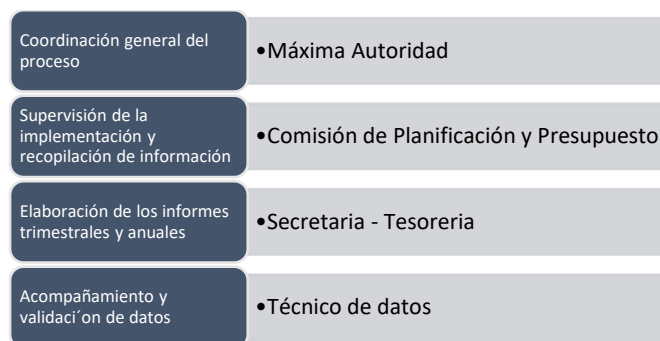 Coordinación general del
proceso
•Máxima Autoridad
Supervisión de la
implementación y
recopilación de información
•Comisión de Planificación y Presupuesto
Elaboración de los informes
trimestrales y anuales
•Secretaria - Tesoreria
Acompañamiento y
validaci´on de datos
•Técnico de datos